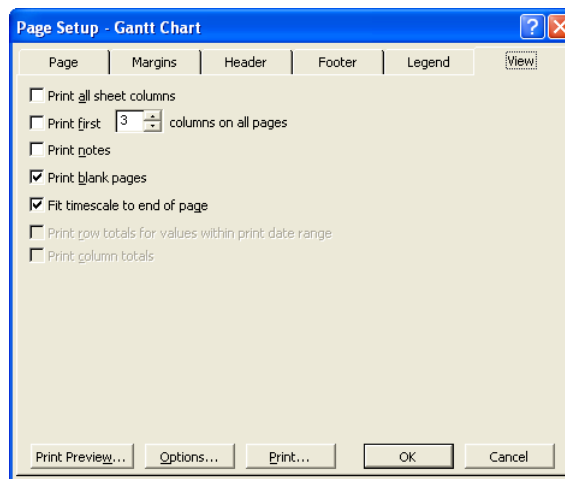 Page Setup - Gantt Chart
Page Margins Header Footer Legend View
Print all sheet columns
Print first 3 columns on all pages
Print notes
Print blank pages
Fit timescale to end of page
Print row totals for values within print date range
Print column totals
Print Preview... Options... Print... OK Cancel